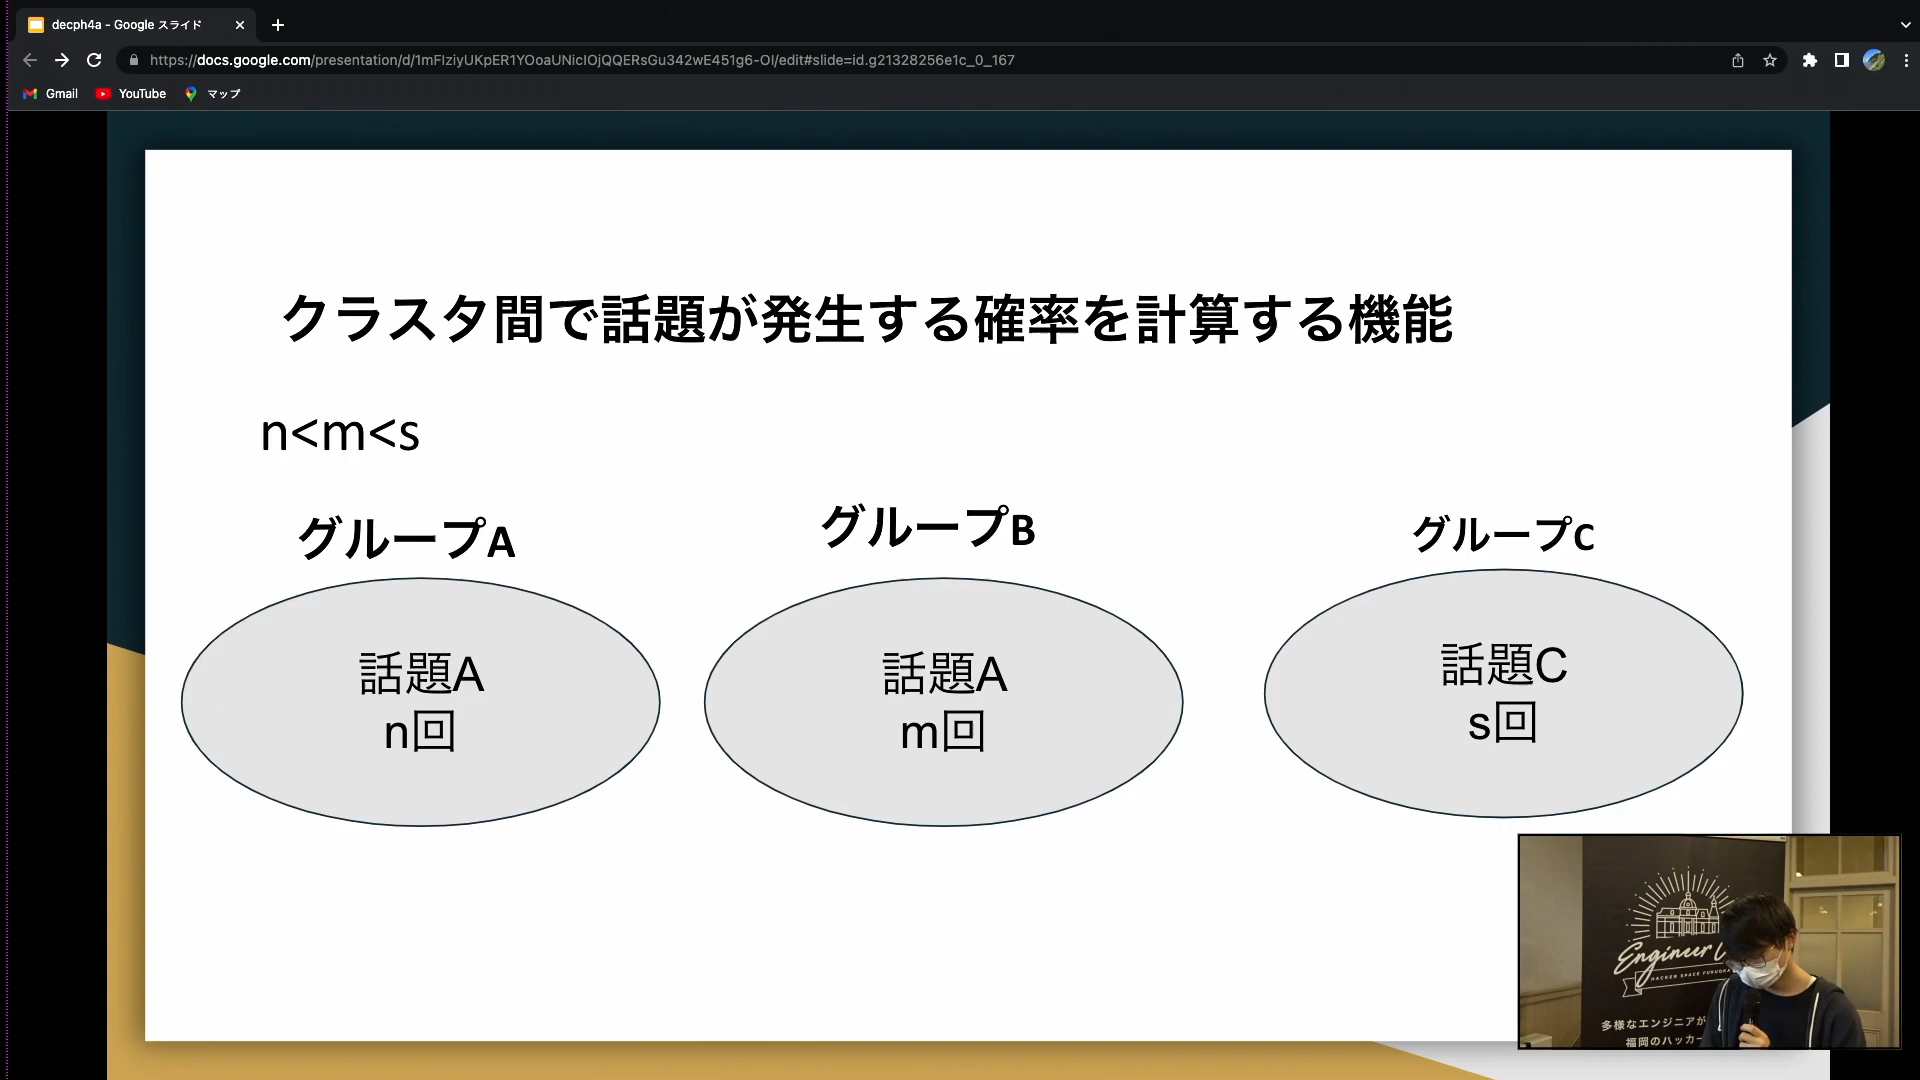 decph4a - Google スライド
https://docs.google.com/presentation/d/1mFIziyUKpER1YOoaUNicIOjQQERsGu342wE451g6-OI/edit#slide=id.g21328256e1c_0_167
Gmail YouTube マップ
クラスタ間で話題が発生する確率を計算する機能
n<m<s
グループA
グループB
グループC
話題A
n回
話題A
m回
話題C
s回
Engineer
HACKER SPACE FUKUOKA
多様なエンジニアが
福岡のハッカー